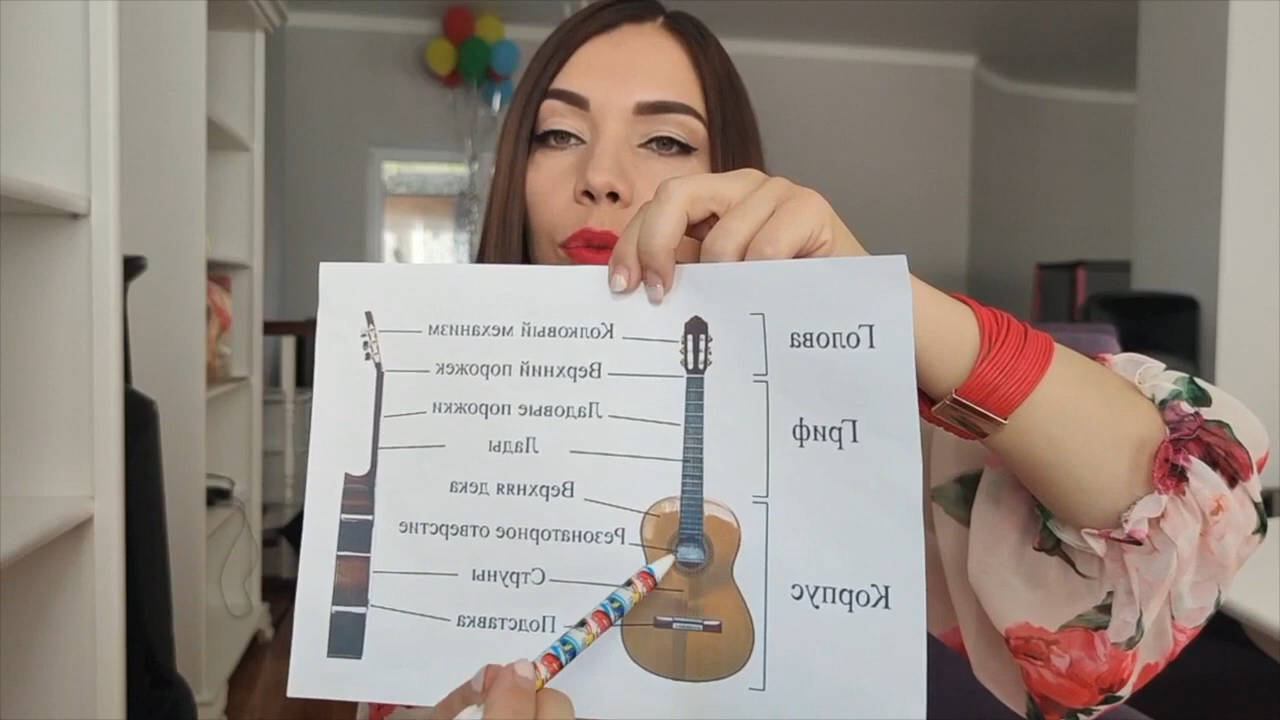 Колковый механизм
Верхний порожек
Ладовые порожки
Лады
Верхняя дека
Резонаторное отверстие
Струны
Подставка
Голова
Гриф
Корпус